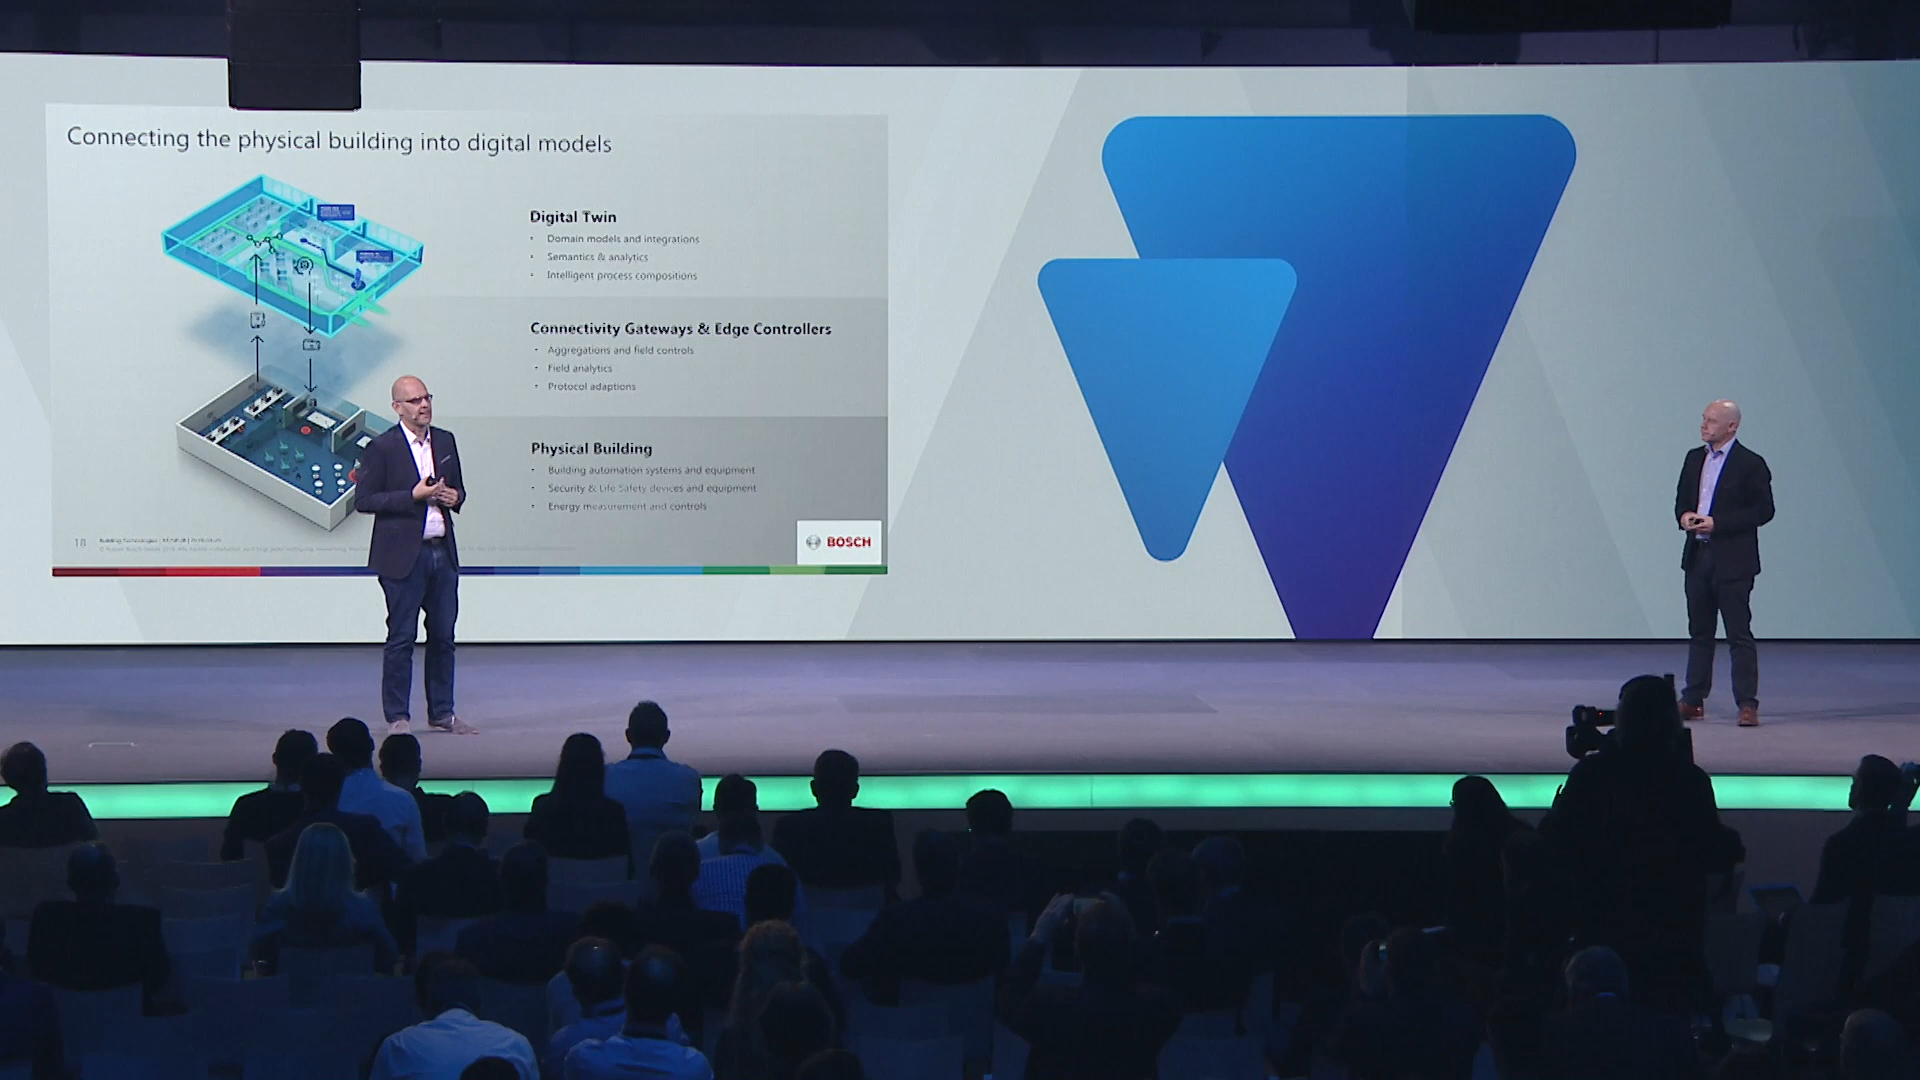 Connecting the physical building into digital models
Digital Twin
• Domain models and integrations
• Semantics & analytics
• Intelligent process compositions
Connectivity Gateways & Edge Controllers
• Aggregations and field controls
• Field analytics
• Protocol adaptions
Physical Building
• Building automation systems and equipment
• Security & Life Safety devices and equipment
• Energy measurement and controls
18
Building Technologies
BOSCH